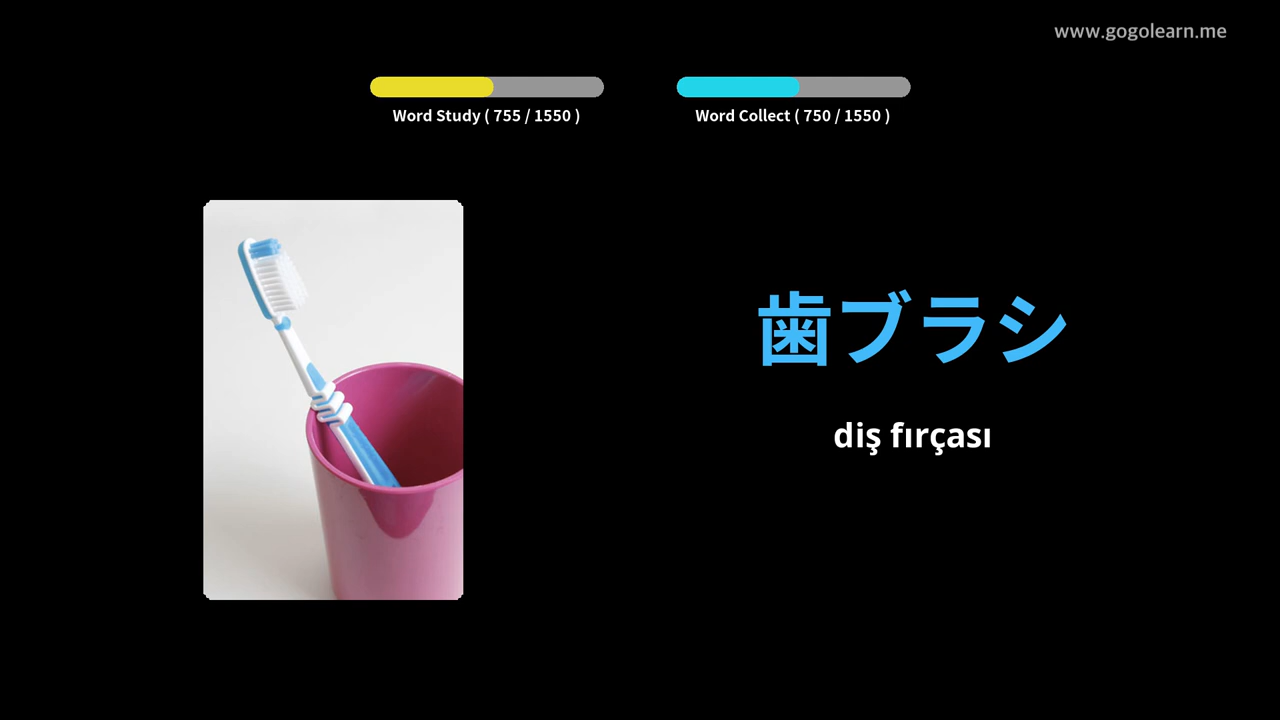 www.gogolearn.me
Word Study ( 755 / 1550 )
Word Collect ( 750 / 1550 )
歯ブラシ
diş fırçası